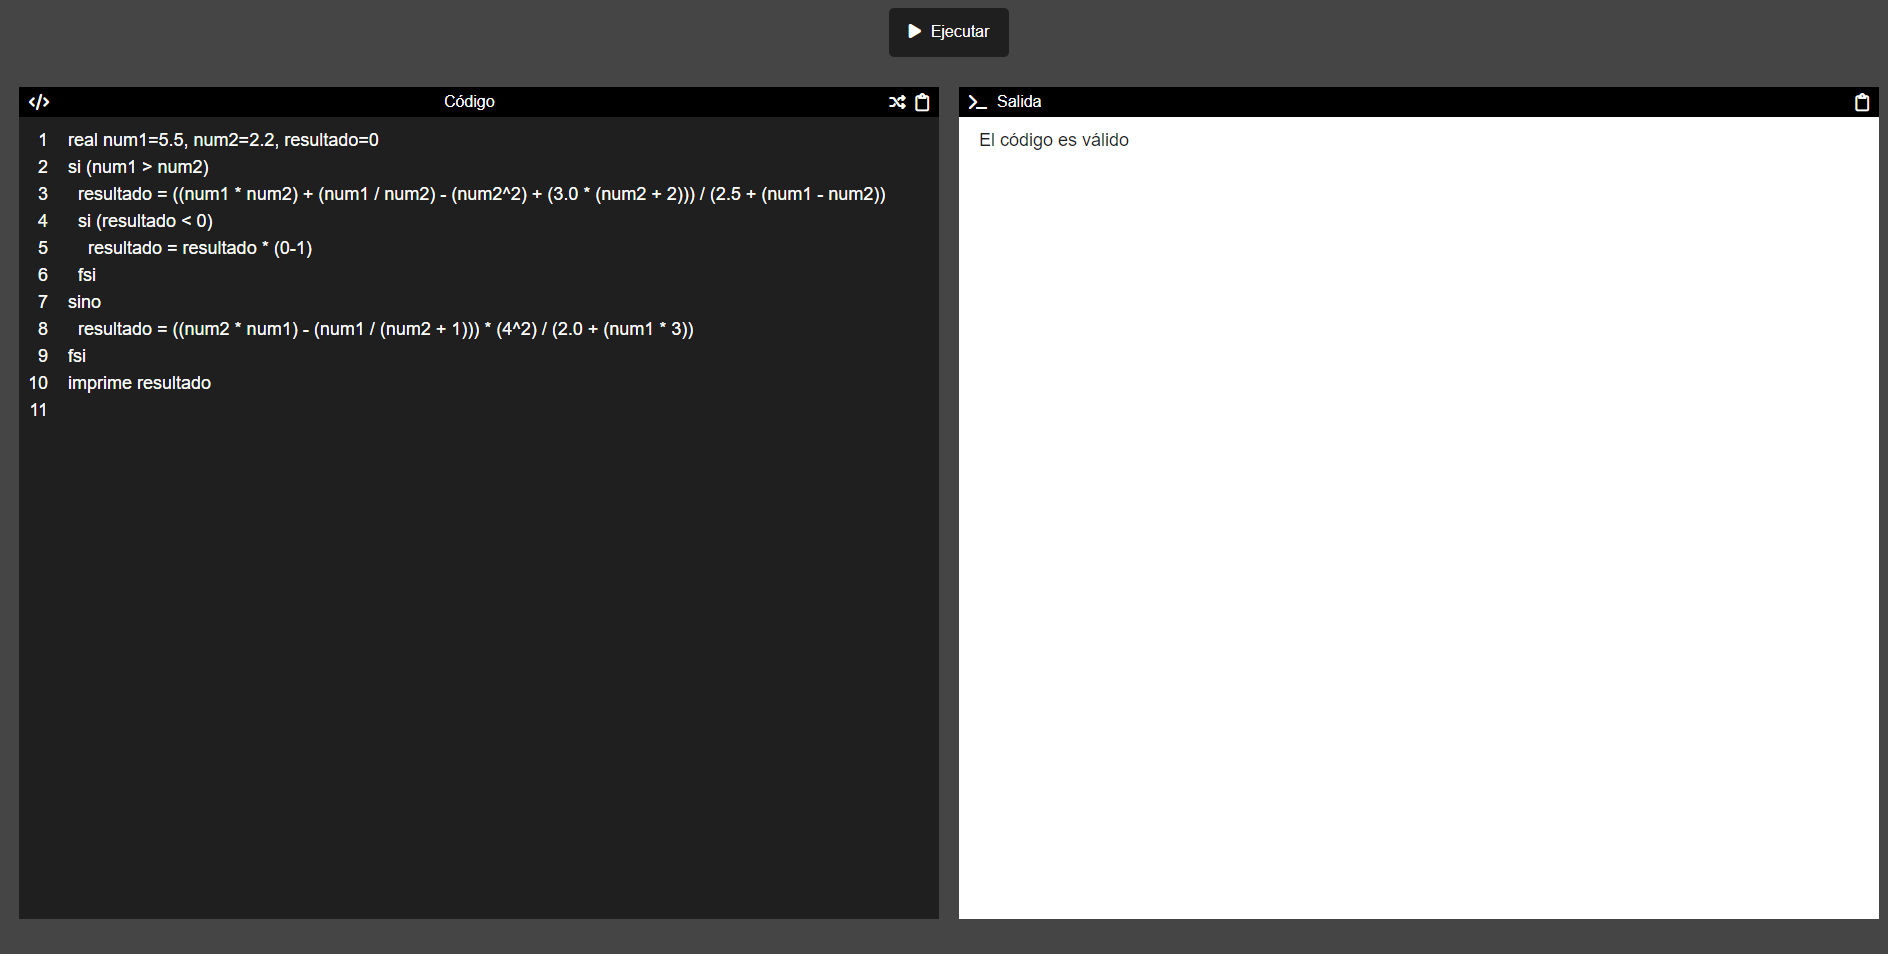 Ejecutar
Código
1 real num1=5.5, num2=2.2, resultado=0
2 si (num1 > num2)
3 resultado = ((num1 * num2) + (num1 / num2) - (num2^2) + (3.0 * (num2 + 2))) / (2.5 + (num1 - num2))
4 si (resultado < 0)
5 resultado = resultado * (0-1)
6 fsi
7 sino
8 resultado = ((num2 * num1) - (num1 / (num2 + 1))) * (4^2) / (2.0 + (num1 * 3))
9 fsi
10 imprime resultado
11
Salida
El código es válido